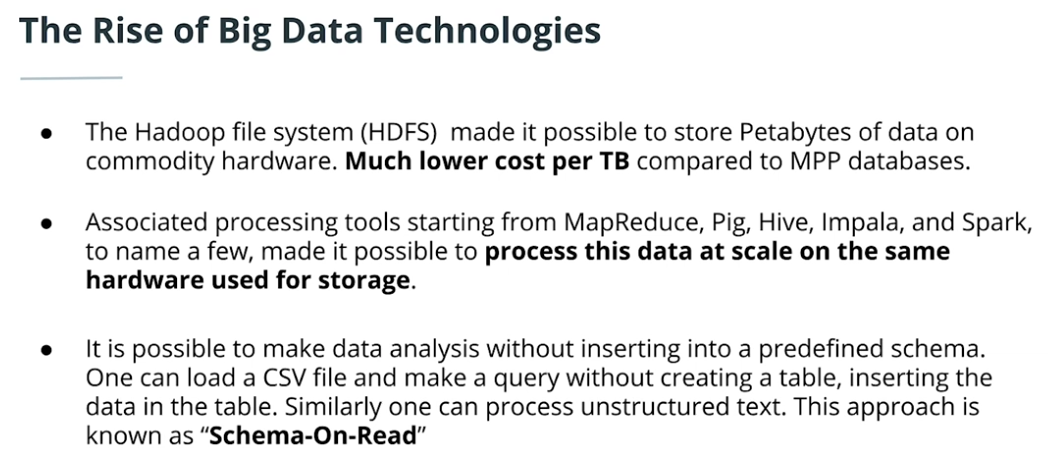 The Rise of Big Data Technologies
● The Hadoop file system (HDFS) made it possible to store Petabytes of data on
commodity hardware. Much lower cost per TB compared to MPP databases.
● Associated processing tools starting from MapReduce, Pig, Hive, Impala, and Spark,
to name a few, made it possible to process this data at scale on the same
hardware used for storage.
● It is possible to make data analysis without inserting into a predefined schema.
One can load a CSV file and make a query without creating a table, inserting the
data in the table. Similarly one can process unstructured text. This approach is
known as “Schema-On-Read”